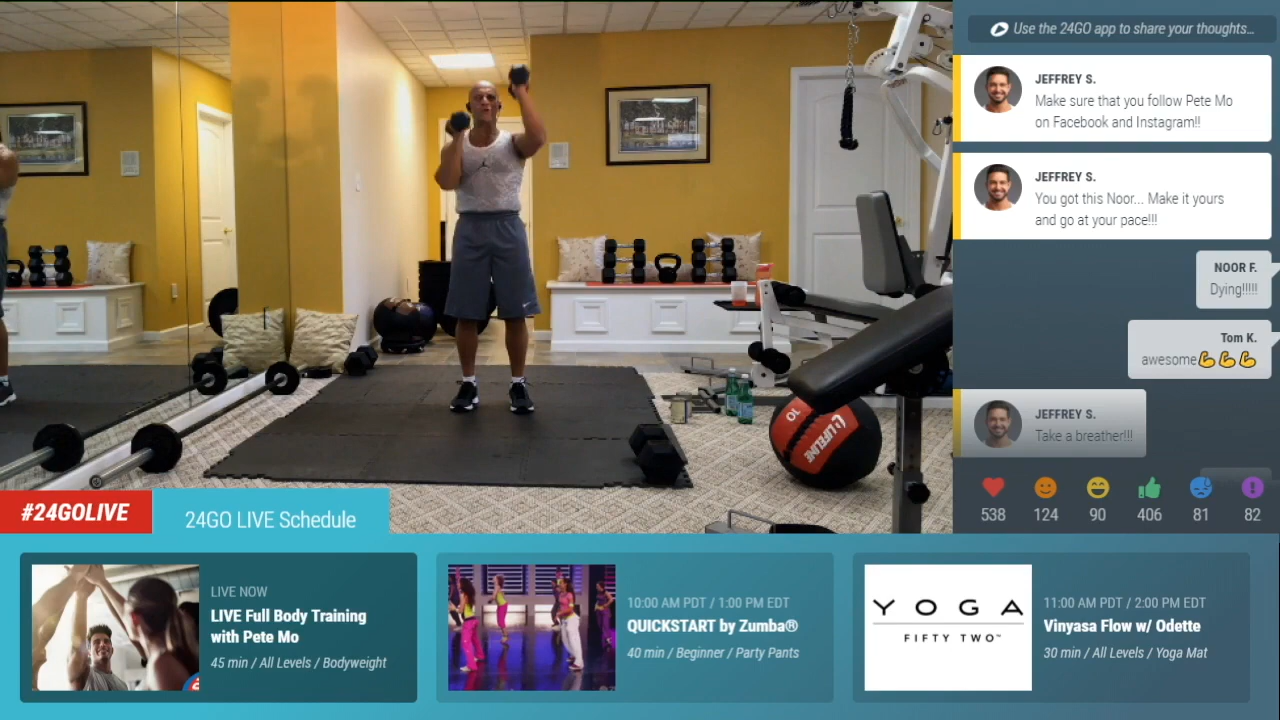 Use the 24GO app to share your thoughts...
JEFFREY S.
Make sure that you follow Pete Mo
on Facebook and Instagram!!
JEFFREY S.
You got this Noor... Make it yours
and go at your pace!!!
NOOR F.
Dying!!!!!
Tom K.
awesome💪💪💪
JEFFREY S.
Take a breather!!!
538 124 90 406 81 82
10
LIFELINE
#24GOLIVE
24GO LIVE Schedule
LIVE NOW
LIVE Full Body Training
with Pete Mo
45 min / All Levels / Bodyweight
10:00 AM PDT / 1:00 PM EDT
QUICKSTART by Zumba®
40 min / Beginner / Party Pants
YOGA
FIFTY TWO™
11:00 AM PDT / 2:00 PM EDT
Vinyasa Flow w/ Odette
30 min / All Levels / Yoga Mat